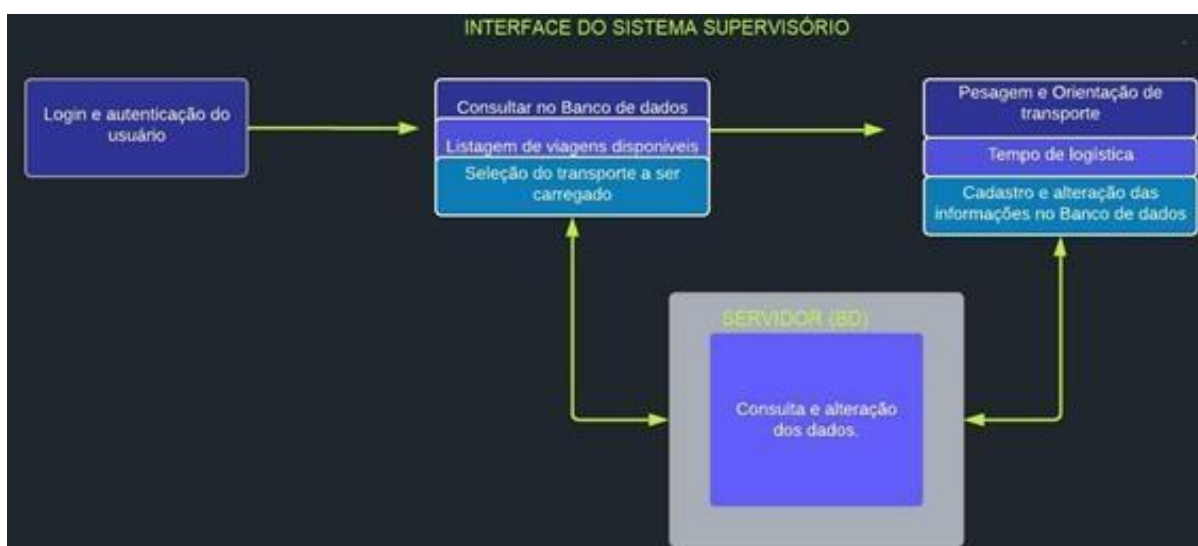 INTERFACE DO SISTEMA SUPERVISÓRIO
Login e autenticação do
usuário
Consultar no Banco de dados
Listagem de viagens disponiveis
Seleção do transporte a ser
carregado
Pesagem e Orientação de
transporte
Tempo de logística
Cadastro e alteração das
informações no Banco de dados
SERVIDOR (BD)
Consulta e alteração
dos dados.